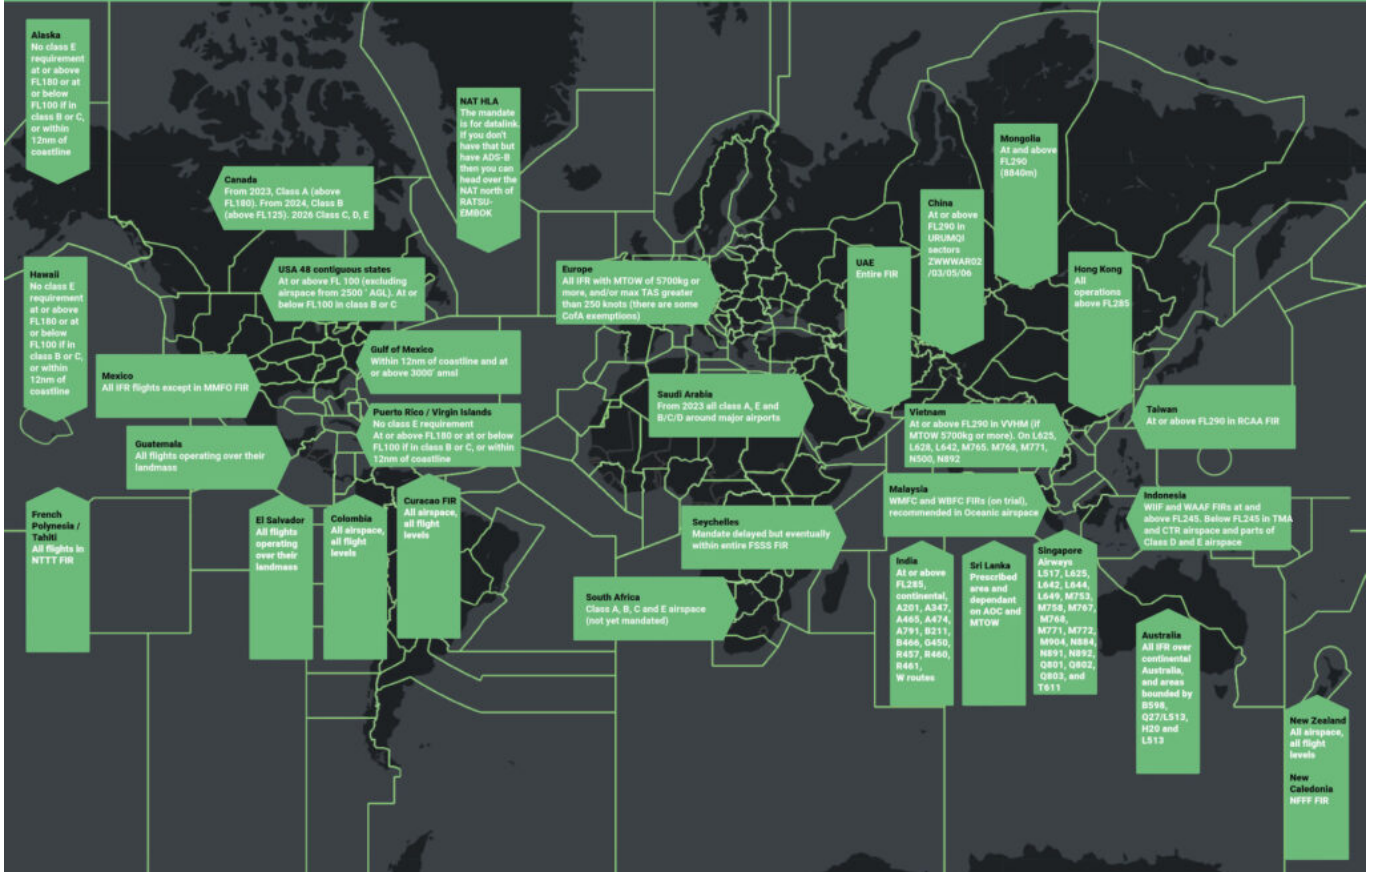 Alaska
No class E
requirement
at or above
FL180 or at
or below
FL100 if in
class B or C,
or within
12nm of
coastline
NAT HLA
The mandate
is for datalink.
If you don't
have that but
have ADS-B
then you can
head over the
NAT north of
RATSU-
EMBOK
Mongolia
At and above
FL290
(8840m)
Canada
From 2023, Class A (above
FL180). From 2024, Class B
(above FL125). 2026 Class C, D, E
China
At or above
FL290 in
URUMQI
sectors
ZWWWAR02
/03/05/06
Hawaii
No class E
requirement
at or above
FL180 or at
or below
FL100 if in
class B or C,
or within
12nm of
coastline
USA 48 contiguous states
At or above FL 100 (excluding
airspace from 2500 ' AGL). At or
below FL100 in class B or C
Europe
All IFR with MTOW of 5700kg or
more, and/or max TAS greater
than 250 knots (there are some
CofA exemptions)
UAE
Entire FIR
Hong Kong
All
operations
above FL285
Gulf of Mexico
Within 12nm of coastline and at
or above 3000' amsl
Mexico
All IFR flights except in MMFO FIR
Saudi Arabia
From 2023 all class A, E and
B/C/D around major airports
Puerto Rico / Virgin Islands
No class E requirement
At or above FL180 or at or below
FL100 if in class B or C, or within
12nm of coastline
Vietnam
At or above FL290 in VVHM (if
MTOW 5700kg or more). On L625,
L628, L642, M765. M768, M771,
N500, N892
Taiwan
At or above FL290 in RCAA FIR
Guatemala
All flights operating over their
landmass
French
Polynesia /
Tahiti
All flights in
NTTT FIR
El Salvador
All flights
operating
over their
landmass
Colombia
All airspace,
all flight
levels
Curacao FIR
All airspace,
all flight
levels
Malaysia
WMFC and WBFC FIRs (on trial),
recommended in Oceanic airspace
Indonesia
WIIF and WAAF FIRs at and
above FL245. Below FL245 in TMA
and CTR airspace and parts of
Class D and E airspace
Seychelles
Mandate delayed but eventually
within entire FSSS FIR
South Africa
Class A, B, C and E airspace
(not yet mandated)
India
At or above
FL285,
continental,
A201, A347,
A465, A474,
A791, B211,
B466, G450,
R457, R460,
R461,
W routes
Sri Lanka
Prescribed
area and
dependant
on AOC and
MTOW
Singapore
Airways
L517, L625,
L642, L644,
L649, M753,
M758, M767,
M768,
M771, M772,
M904, N884,
N891, N892,
Q801, Q802,
Q803, and
T611
Australia
All IFR over
continental
Australia,
and areas
bounded by
B598,
Q27/L513,
H20 and
L513
New Zealand
All airspace,
all flight
levels
New
Caledonia
NFFF FIR